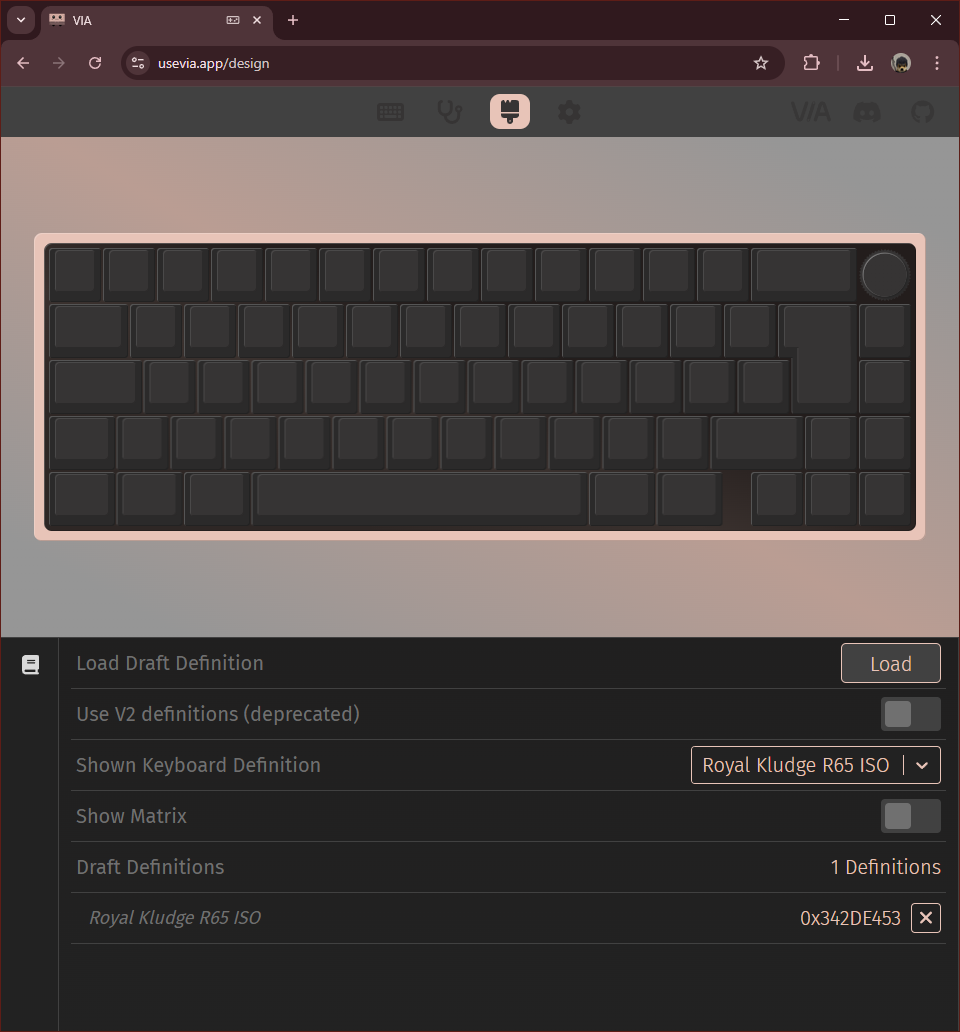 VIA
usevia.app/design
VIA
Load Draft Definition
Load
Use V2 definitions (deprecated)
Shown Keyboard Definition
Royal Kludge R65 ISO
Show Matrix
Draft Definitions
1 Definitions
Royal Kludge R65 ISO
0x342DE453